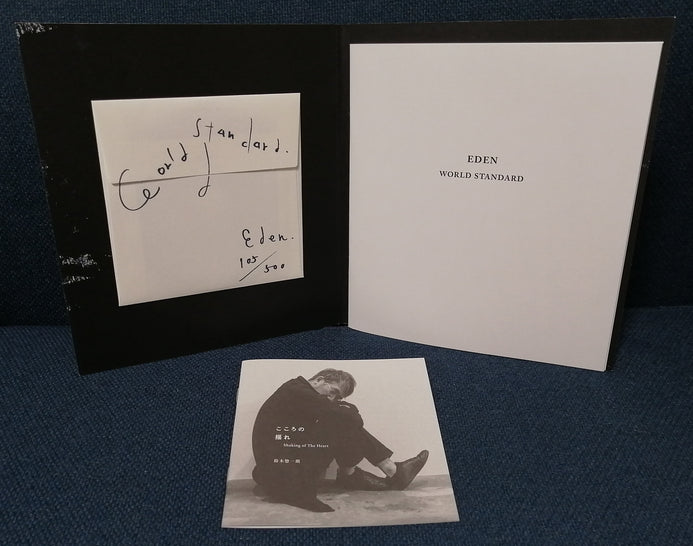 World Standard.
Eden.
105/500
EDEN
WORLD STANDARD
こころの
揺れ
Shaking of The Heart
鈴木惣一朗